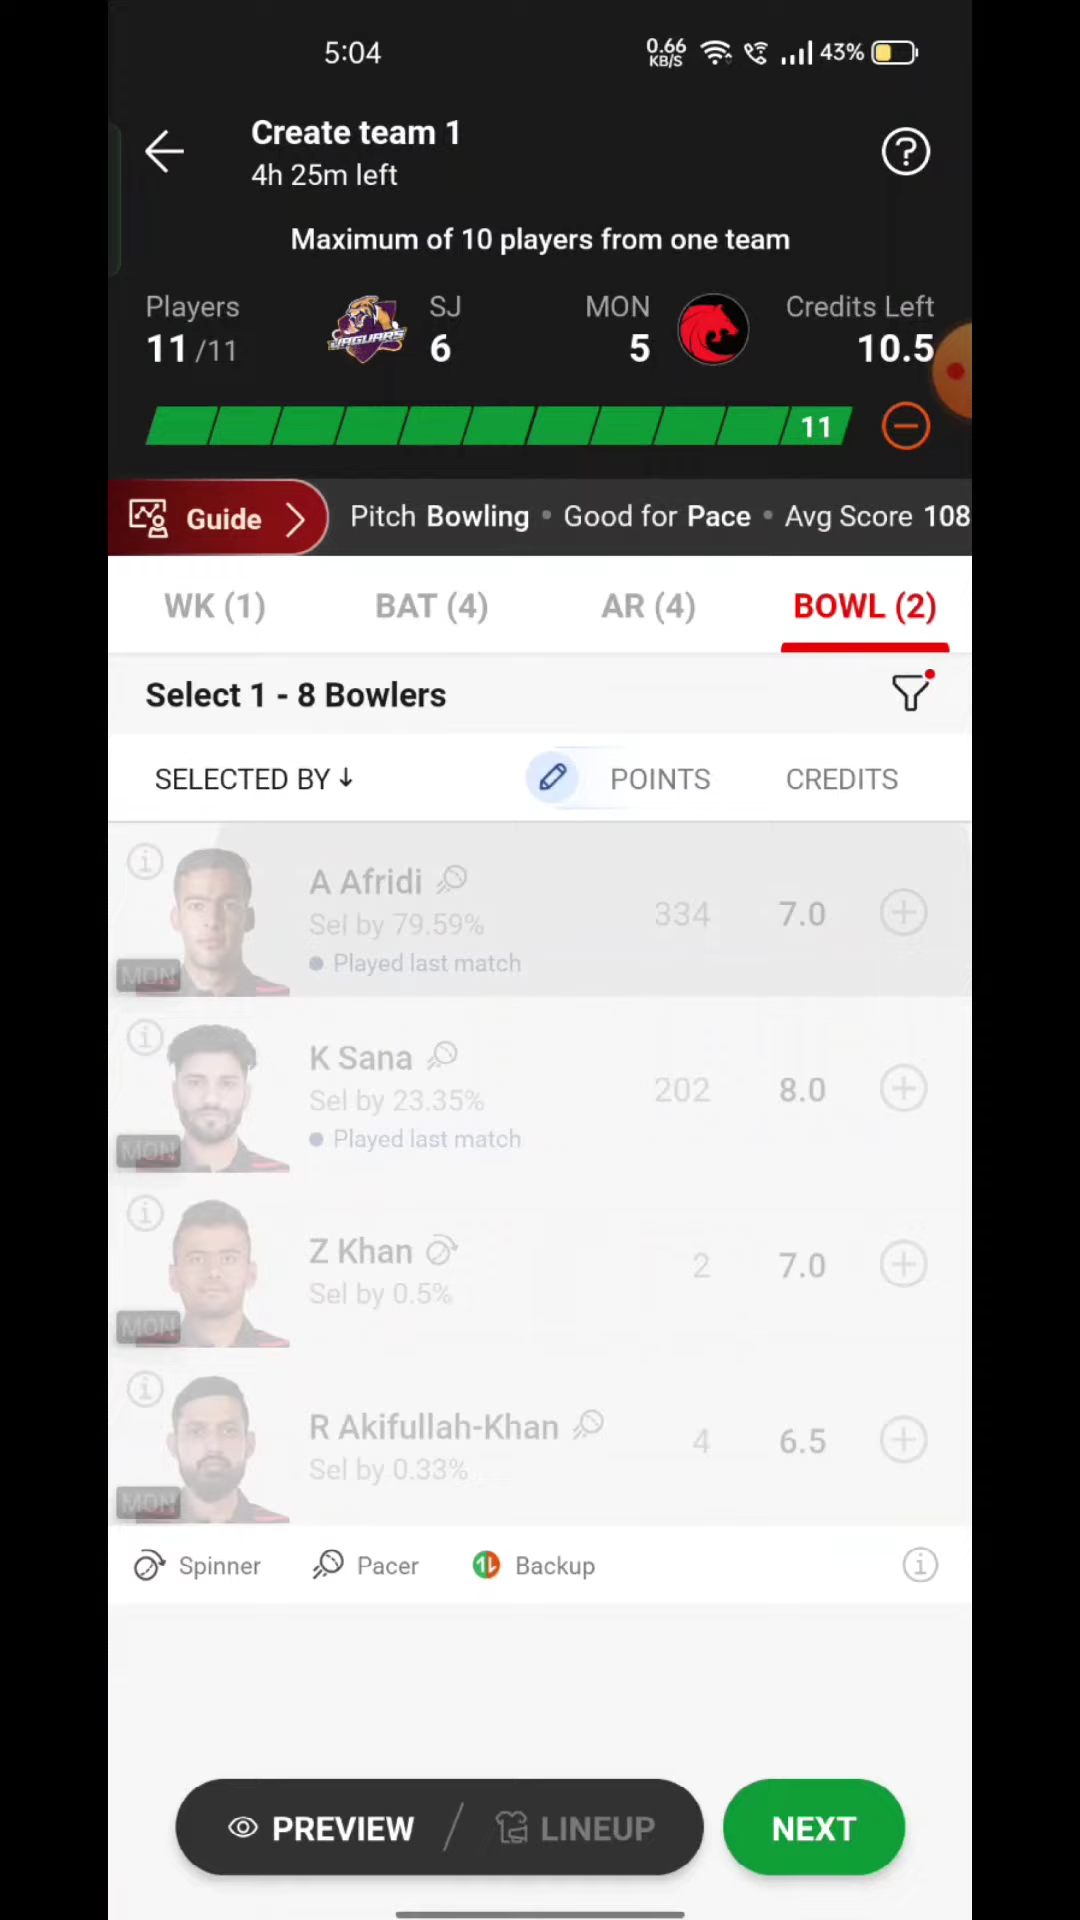 5:04
0.66
KB/S
43%
Create team 1
4h 25m left
?
Maximum of 10 players from one team
Players
11 /11
JAGUARS
SJ
6
MON
5
Credits Left
10.5
11
Guide
Pitch Bowling • Good for Pace • Avg Score 108
WK (1)
BAT (4)
AR (4)
BOWL (2)
Select 1 - 8 Bowlers
SELECTED BY ↓
POINTS
CREDITS
A Afridi
Sel by 79.59%
334
7.0
• Played last match
MON
K Sana
Sel by 23.35%
202
8.0
• Played last match
MON
Z Khan
Sel by 0.5%
2
7.0
MON
R Akifullah-Khan
Sel by 0.33%
4
6.5
MON
Spinner
Pacer
Backup
PREVIEW / LINEUP
NEXT